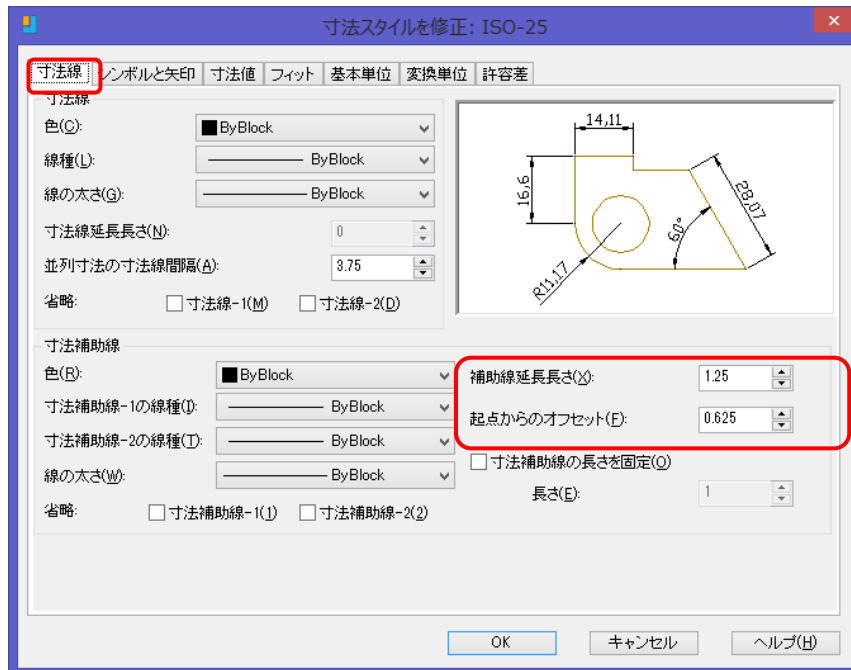 寸法スタイルを修正: ISO-25
寸法線 シンボルと矢印 寸法値 フィット 基本単位 変換単位 許容差
寸法線
色(C): ByBlock
線種(L): ByBlock
線の太さ(G): ByBlock
寸法線延長長さ(N): 0
並列寸法の寸法線間隔(A): 3.75
省略: 寸法線-1(M) 寸法線-2(D)
14,11
16,6
28,07
60°
R11,17
寸法補助線
色(R): ByBlock
寸法補助線-1の線種(I): ByBlock
寸法補助線-2の線種(T): ByBlock
線の太さ(W): ByBlock
省略: 寸法補助線-1(1) 寸法補助線-2(2)
補助線延長長さ(X): 1.25
起点からのオフセット(F): 0.625
寸法補助線の長さを固定(O)
長さ(E): 1
OK キャンセル ヘルプ(H)